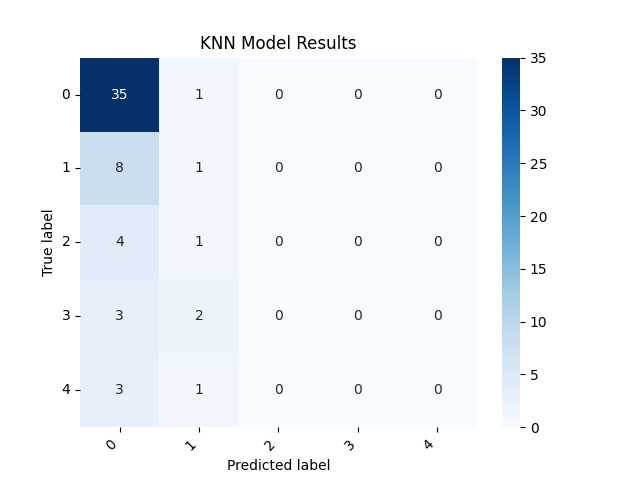 KNN Model Results
0 35 1 0 0 0
1 8 1 0 0 0
2 4 1 0 0 0
3 3 2 0 0 0
4 3 1 0 0 0
0 1 2 3 4
Predicted label
True label
35
30
25
20
15
10
5
0